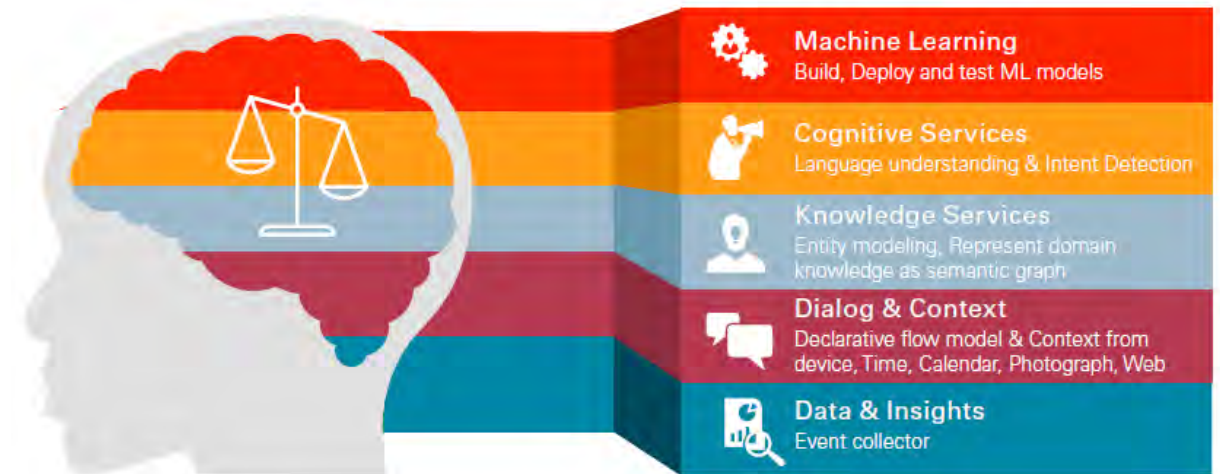 Machine Learning
Build, Deploy and test ML models
Cognitive Services
Language understanding & Intent Detection
Knowledge Services
Entity modeling, Represent domain
knowledge as semantic graph
Dialog & Context
Declarative flow model & Context from
device, Time, Calendar, Photograph, Web
Data & Insights
Event collector